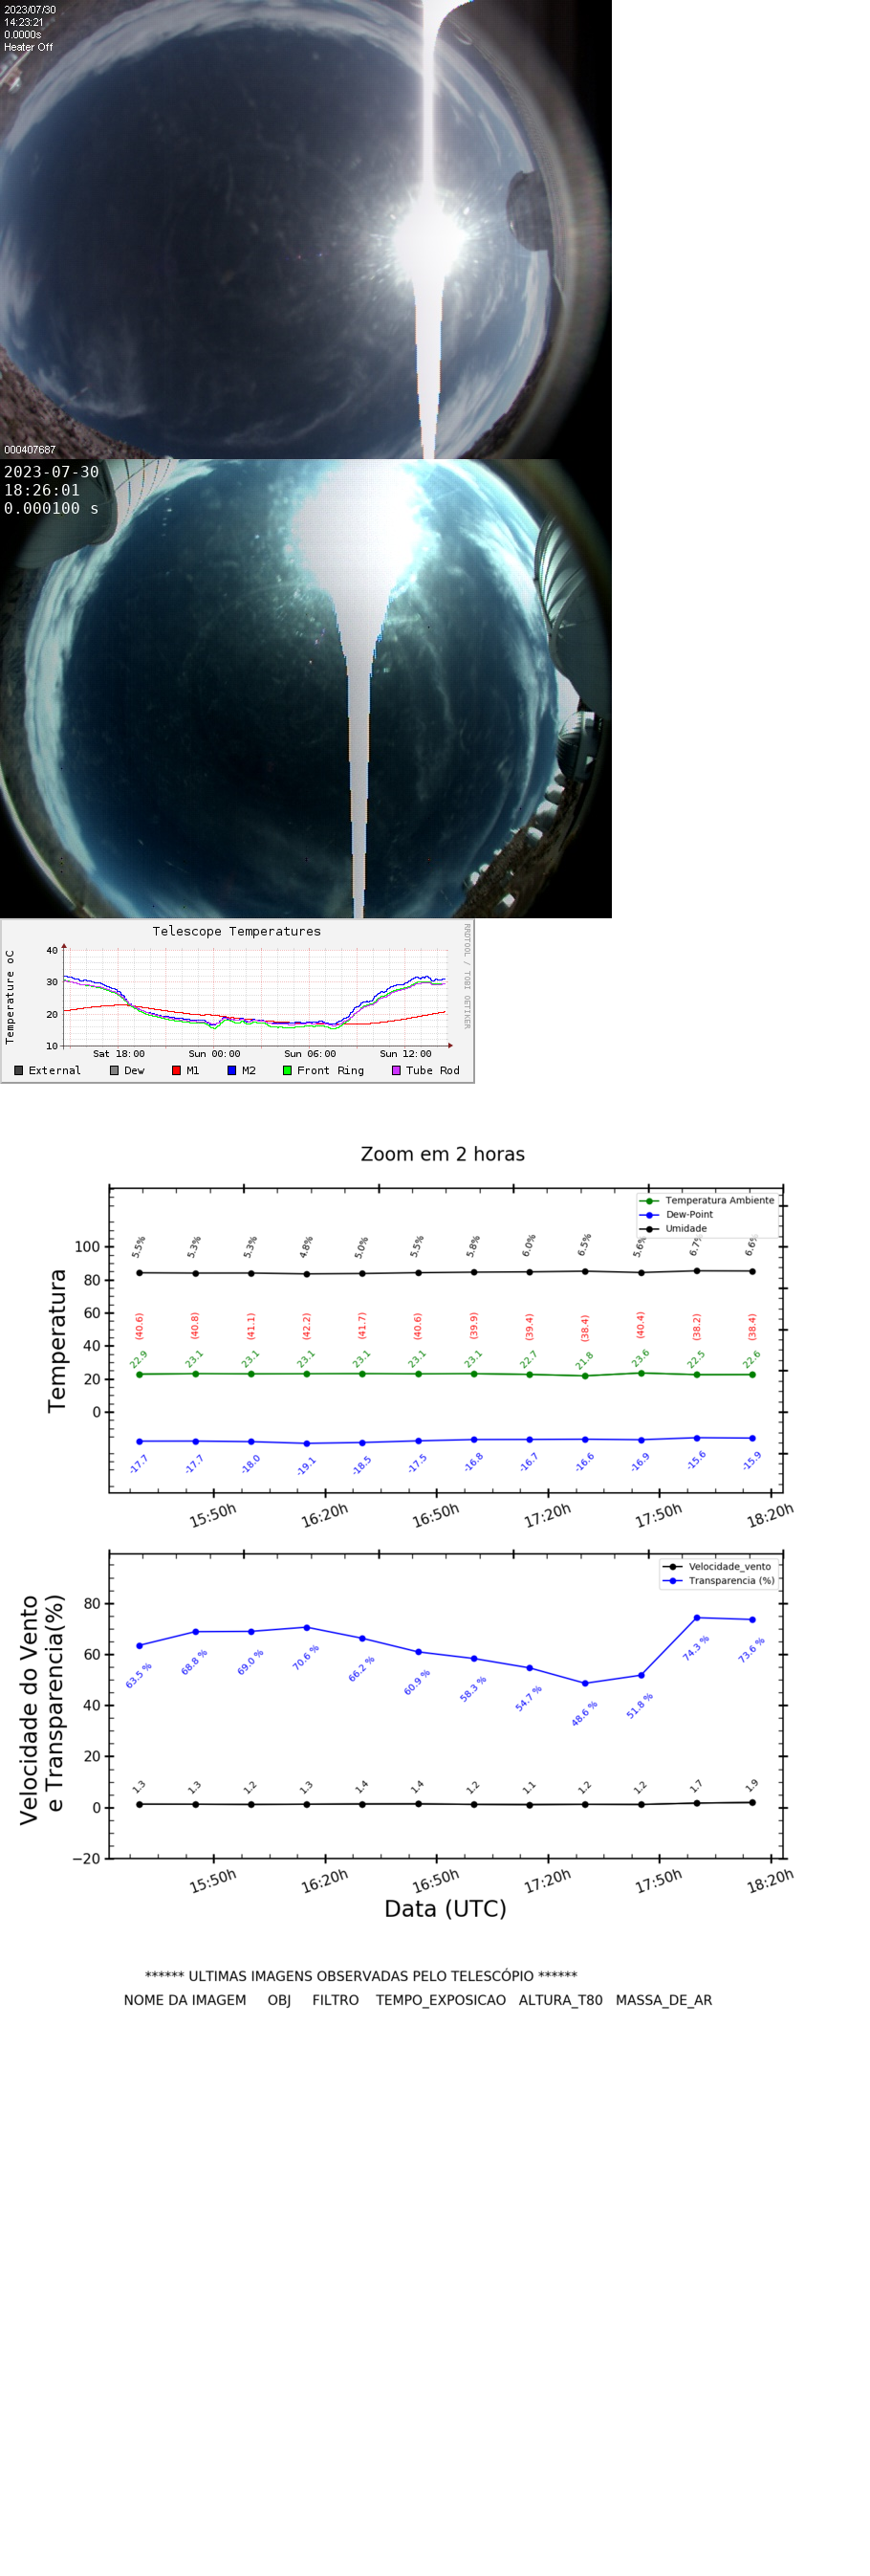 2023/07/30
14:23:21
0.0000s
Heater Off
000407687
2023-07-30
18:26:01
0.000100 s
Telescope Temperatures
RRDTOOL / TOBI OETIKER
Temperature oC
40
30
20
10
Sat 18:00 Sun 00:00 Sun 06:00 Sun 12:00
External Dew M1 M2 Front Ring Tube Rod
Zoom em 2 horas
Temperatura Ambiente
Dew-Point
Umidade
Temperatura
100
80
60
40
20
0
5.5% 5.3% 5.3% 4.8% 5.0% 5.5% 5.8% 6.0% 6.5% 5.6% 6.7% 6.6%
(40.6) (40.8) (41.1) (42.2) (41.7) (40.6) (39.9) (39.4) (38.4) (40.4) (38.2) (38.4)
22.9 23.1 23.1 23.1 23.1 23.1 23.1 22.7 21.8 23.6 22.5 22.6
-17.7 -17.7 -18.0 -19.1 -18.5 -17.5 -16.8 -16.7 -16.6 -16.9 -15.6 -15.9
15:50h 16:20h 16:50h 17:20h 17:50h 18:20h
Velocidade_vento
Transparencia (%)
Velocidade do Vento
e Transparencia(%)
80
60
40
20
0
−20
63.5 % 68.8 % 69.0 % 70.6 % 66.2 % 60.9 % 58.3 % 54.7 % 48.6 % 51.8 % 74.3 % 73.6 %
1.3 1.3 1.2 1.3 1.4 1.4 1.2 1.1 1.2 1.2 1.7 1.9
15:50h 16:20h 16:50h 17:20h 17:50h 18:20h
Data (UTC)
****** ULTIMAS IMAGENS OBSERVADAS PELO TELESCÓPIO ******
NOME DA IMAGEM OBJ FILTRO TEMPO_EXPOSICAO ALTURA_T80 MASSA_DE_AR